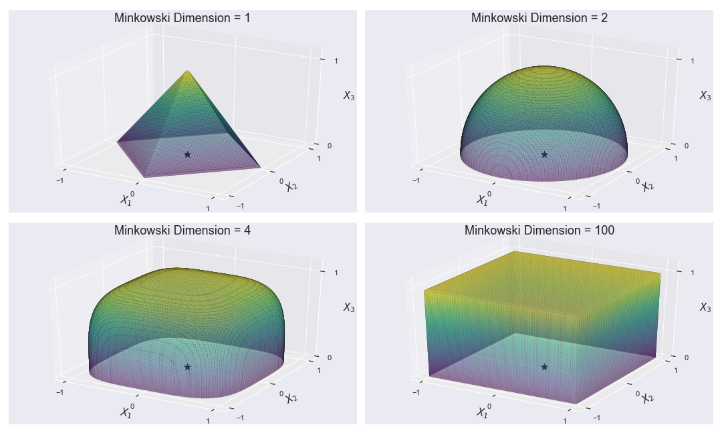 Minkowski Dimension = 1
1
X3
0
1
0
X2
-1
-1
0
X1
1
Minkowski Dimension = 2
1
X3
0
1
0
X2
-1
-1
0
X1
1
Minkowski Dimension = 4
1
X3
0
1
0
X2
-1
-1
0
X1
1
Minkowski Dimension = 100
1
X3
0
1
0
X2
-1
-1
0
X1
1